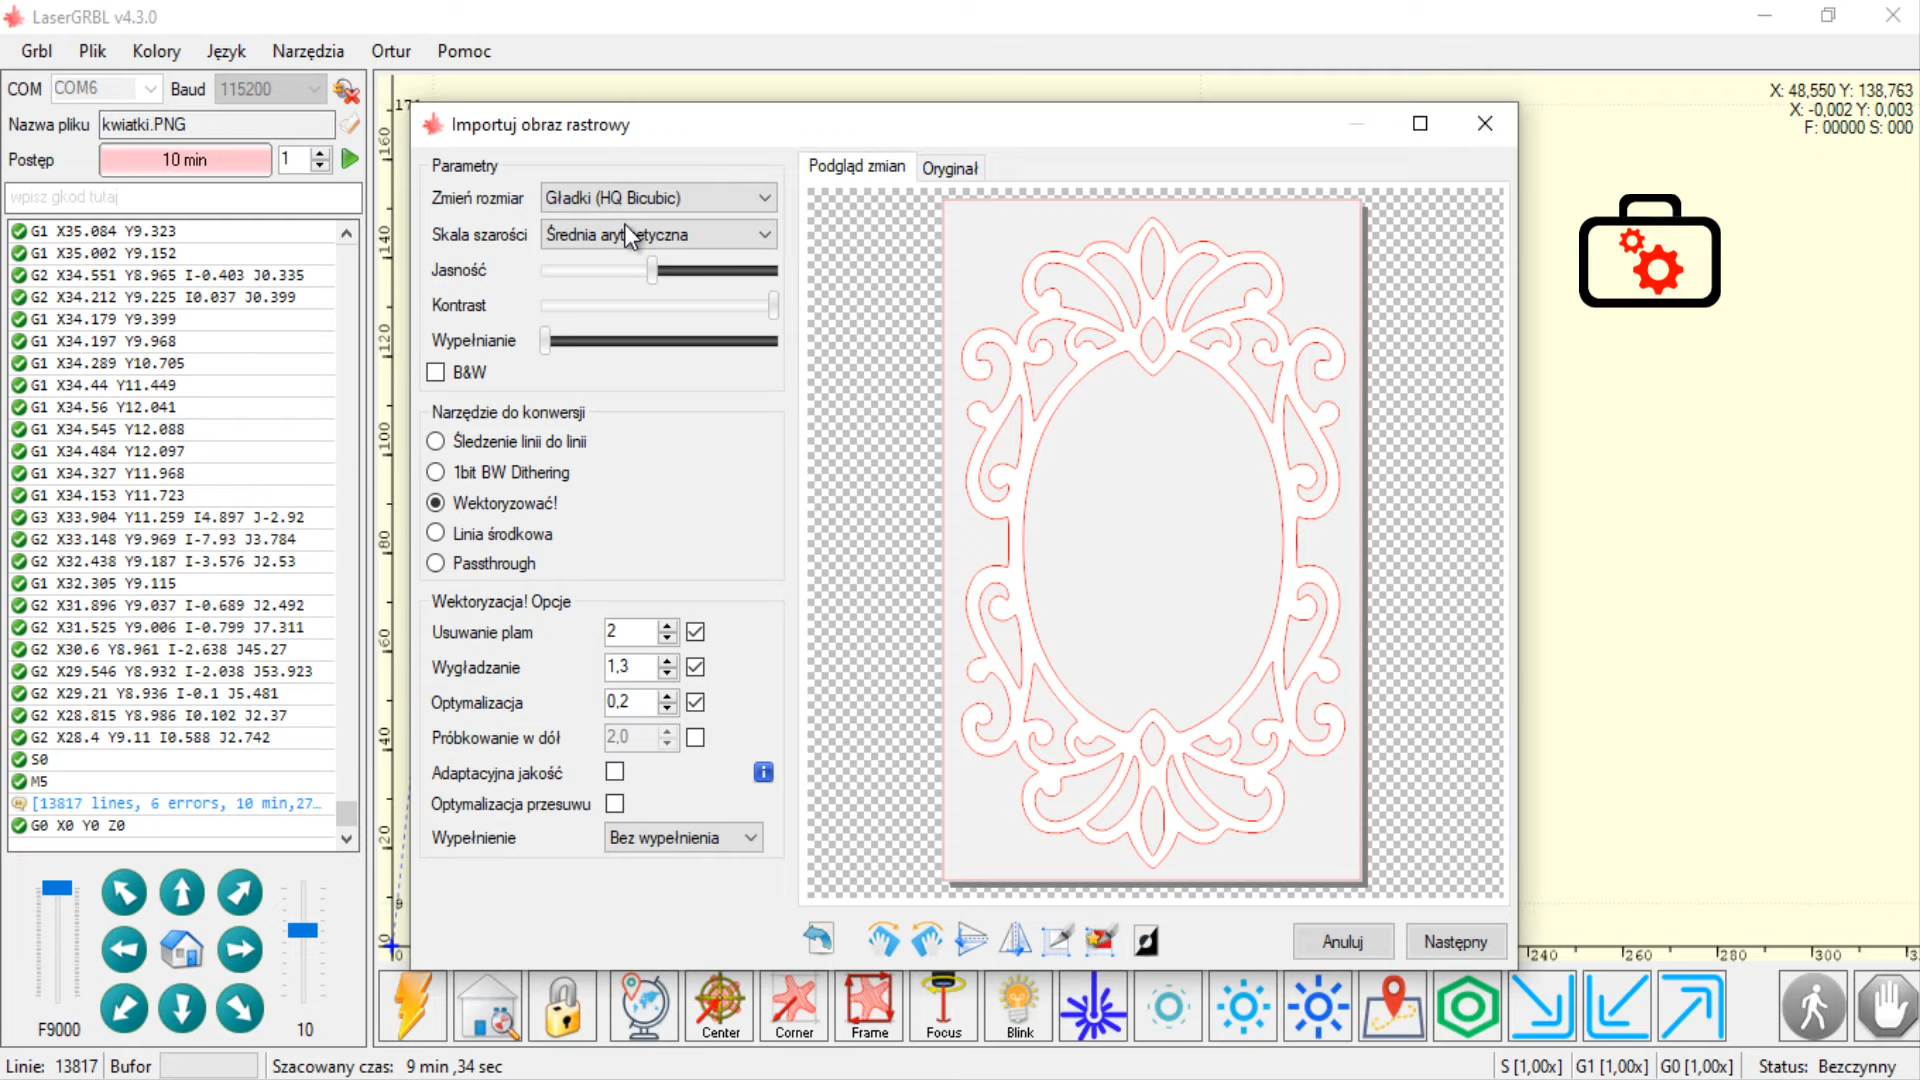 LaserGRBL v4.3.0
Grbl Plik Kolory Język Narzędzia Ortur Pomoc
COM COM6 Baud 115200
Nazwa pliku kwiatki.PNG
Postęp 10 min 1
wpisz gkod tutaj
G1 X35.084 Y9.323
G1 X35.002 Y9.152
G2 X34.551 Y8.965 I-0.403 J0.335
G2 X34.212 Y9.225 I0.037 J0.399
G1 X34.179 Y9.399
G1 X34.197 Y9.968
G1 X34.289 Y10.705
G1 X34.44 Y11.449
G1 X34.56 Y12.041
G1 X34.545 Y12.088
G1 X34.484 Y12.097
G1 X34.327 Y11.968
G1 X34.153 Y11.723
G3 X33.904 Y11.259 I4.897 J-2.92
G2 X33.148 Y9.969 I-7.93 J3.784
G2 X32.438 Y9.187 I-3.576 J2.53
G1 X32.305 Y9.115
G2 X31.896 Y9.037 I-0.689 J2.492
G2 X31.525 Y9.006 I-0.799 J7.311
G2 X30.6 Y8.961 I-2.638 J45.27
G2 X29.546 Y8.932 I-2.038 J53.923
G2 X29.21 Y8.936 I-0.1 J5.481
G2 X28.815 Y8.986 I0.102 J2.37
G2 X28.4 Y9.11 I0.588 J2.742
S0
M5
[13817 lines, 6 errors, 10 min,27…
G0 X0 Y0 Z0
F9000
10
160
140
120
100
80
60
40
120
0
0
X: 48,550 Y: 138,763
X: -0,002 Y: 0,003
F: 00000 S: 000
Importuj obraz rastrowy
Parametry
Zmień rozmiar Gładki (HQ Bicubic)
Skala szarości Średnia
Jasność
Kontrast
Wypełnianie
B&W
Narzędzie do konwersji
Śledzenie linii do linii
1bit BW Dithering
Wektoryzować!
Linia środkowa
Passthrough
Wektoryzacja! Opcje
Usuwanie plam 2
Wygładzanie 1,3
Optymalizacja 0,2
Próbkowanie w dół 2,0
Adaptacyjna jakość
Optymalizacja przesuwu
Wypełnienie Bez wypełnienia
Podgląd zmian Oryginał
Anuluj Następny
240 260 280 300
Center Corner Frame Focus Blink
Linie: 13817 Bufor Szacowany czas: 9 min ,34 sec S [1,00x] G1 [1,00x] G0 [1,00x] Status: Bezczynny